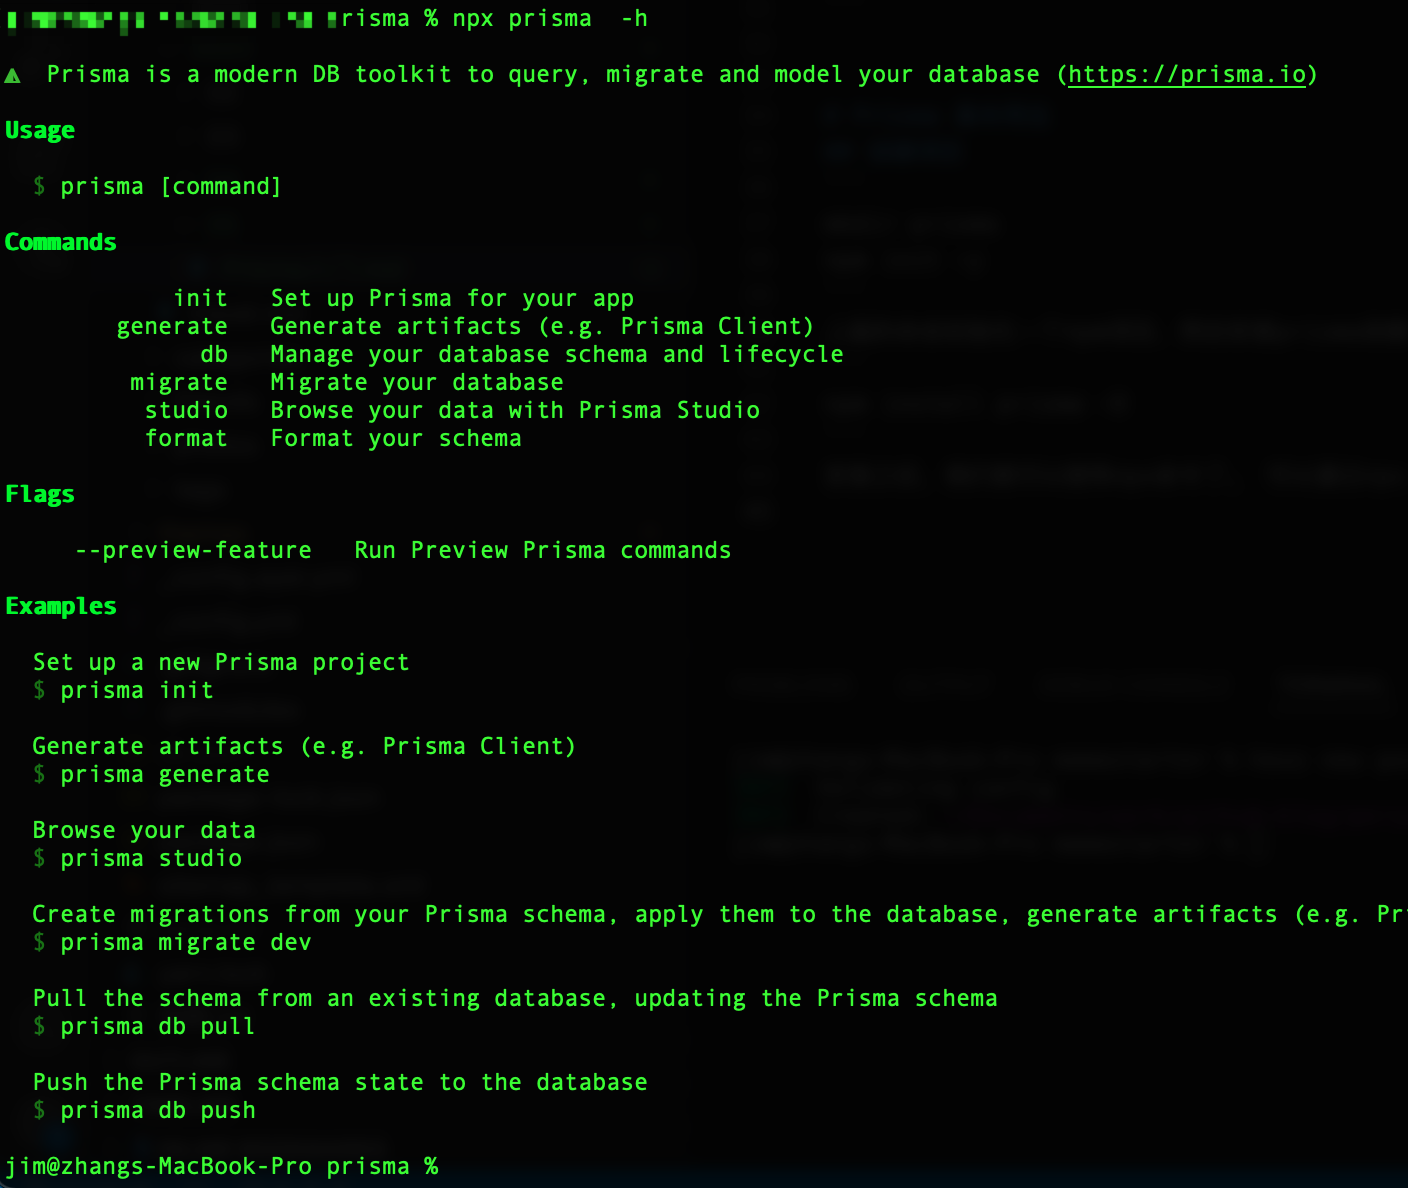 risma % npx prisma  -h
Prisma is a modern DB toolkit to query, migrate and model your database (https://prisma.io)
Usage
$ prisma [command]
Commands
init   Set up Prisma for your app
generate   Generate artifacts (e.g. Prisma Client)
db   Manage your database schema and lifecycle
migrate   Migrate your database
studio   Browse your data with Prisma Studio
format   Format your schema
Flags
--preview-feature   Run Preview Prisma commands
Examples
Set up a new Prisma project
$ prisma init
Generate artifacts (e.g. Prisma Client)
$ prisma generate
Browse your data
$ prisma studio
Create migrations from your Prisma schema, apply them to the database, generate artifacts (e.g. Pr
$ prisma migrate dev
Pull the schema from an existing database, updating the Prisma schema
$ prisma db pull
Push the Prisma schema state to the database
$ prisma db push
jim@zhangs-MacBook-Pro prisma %